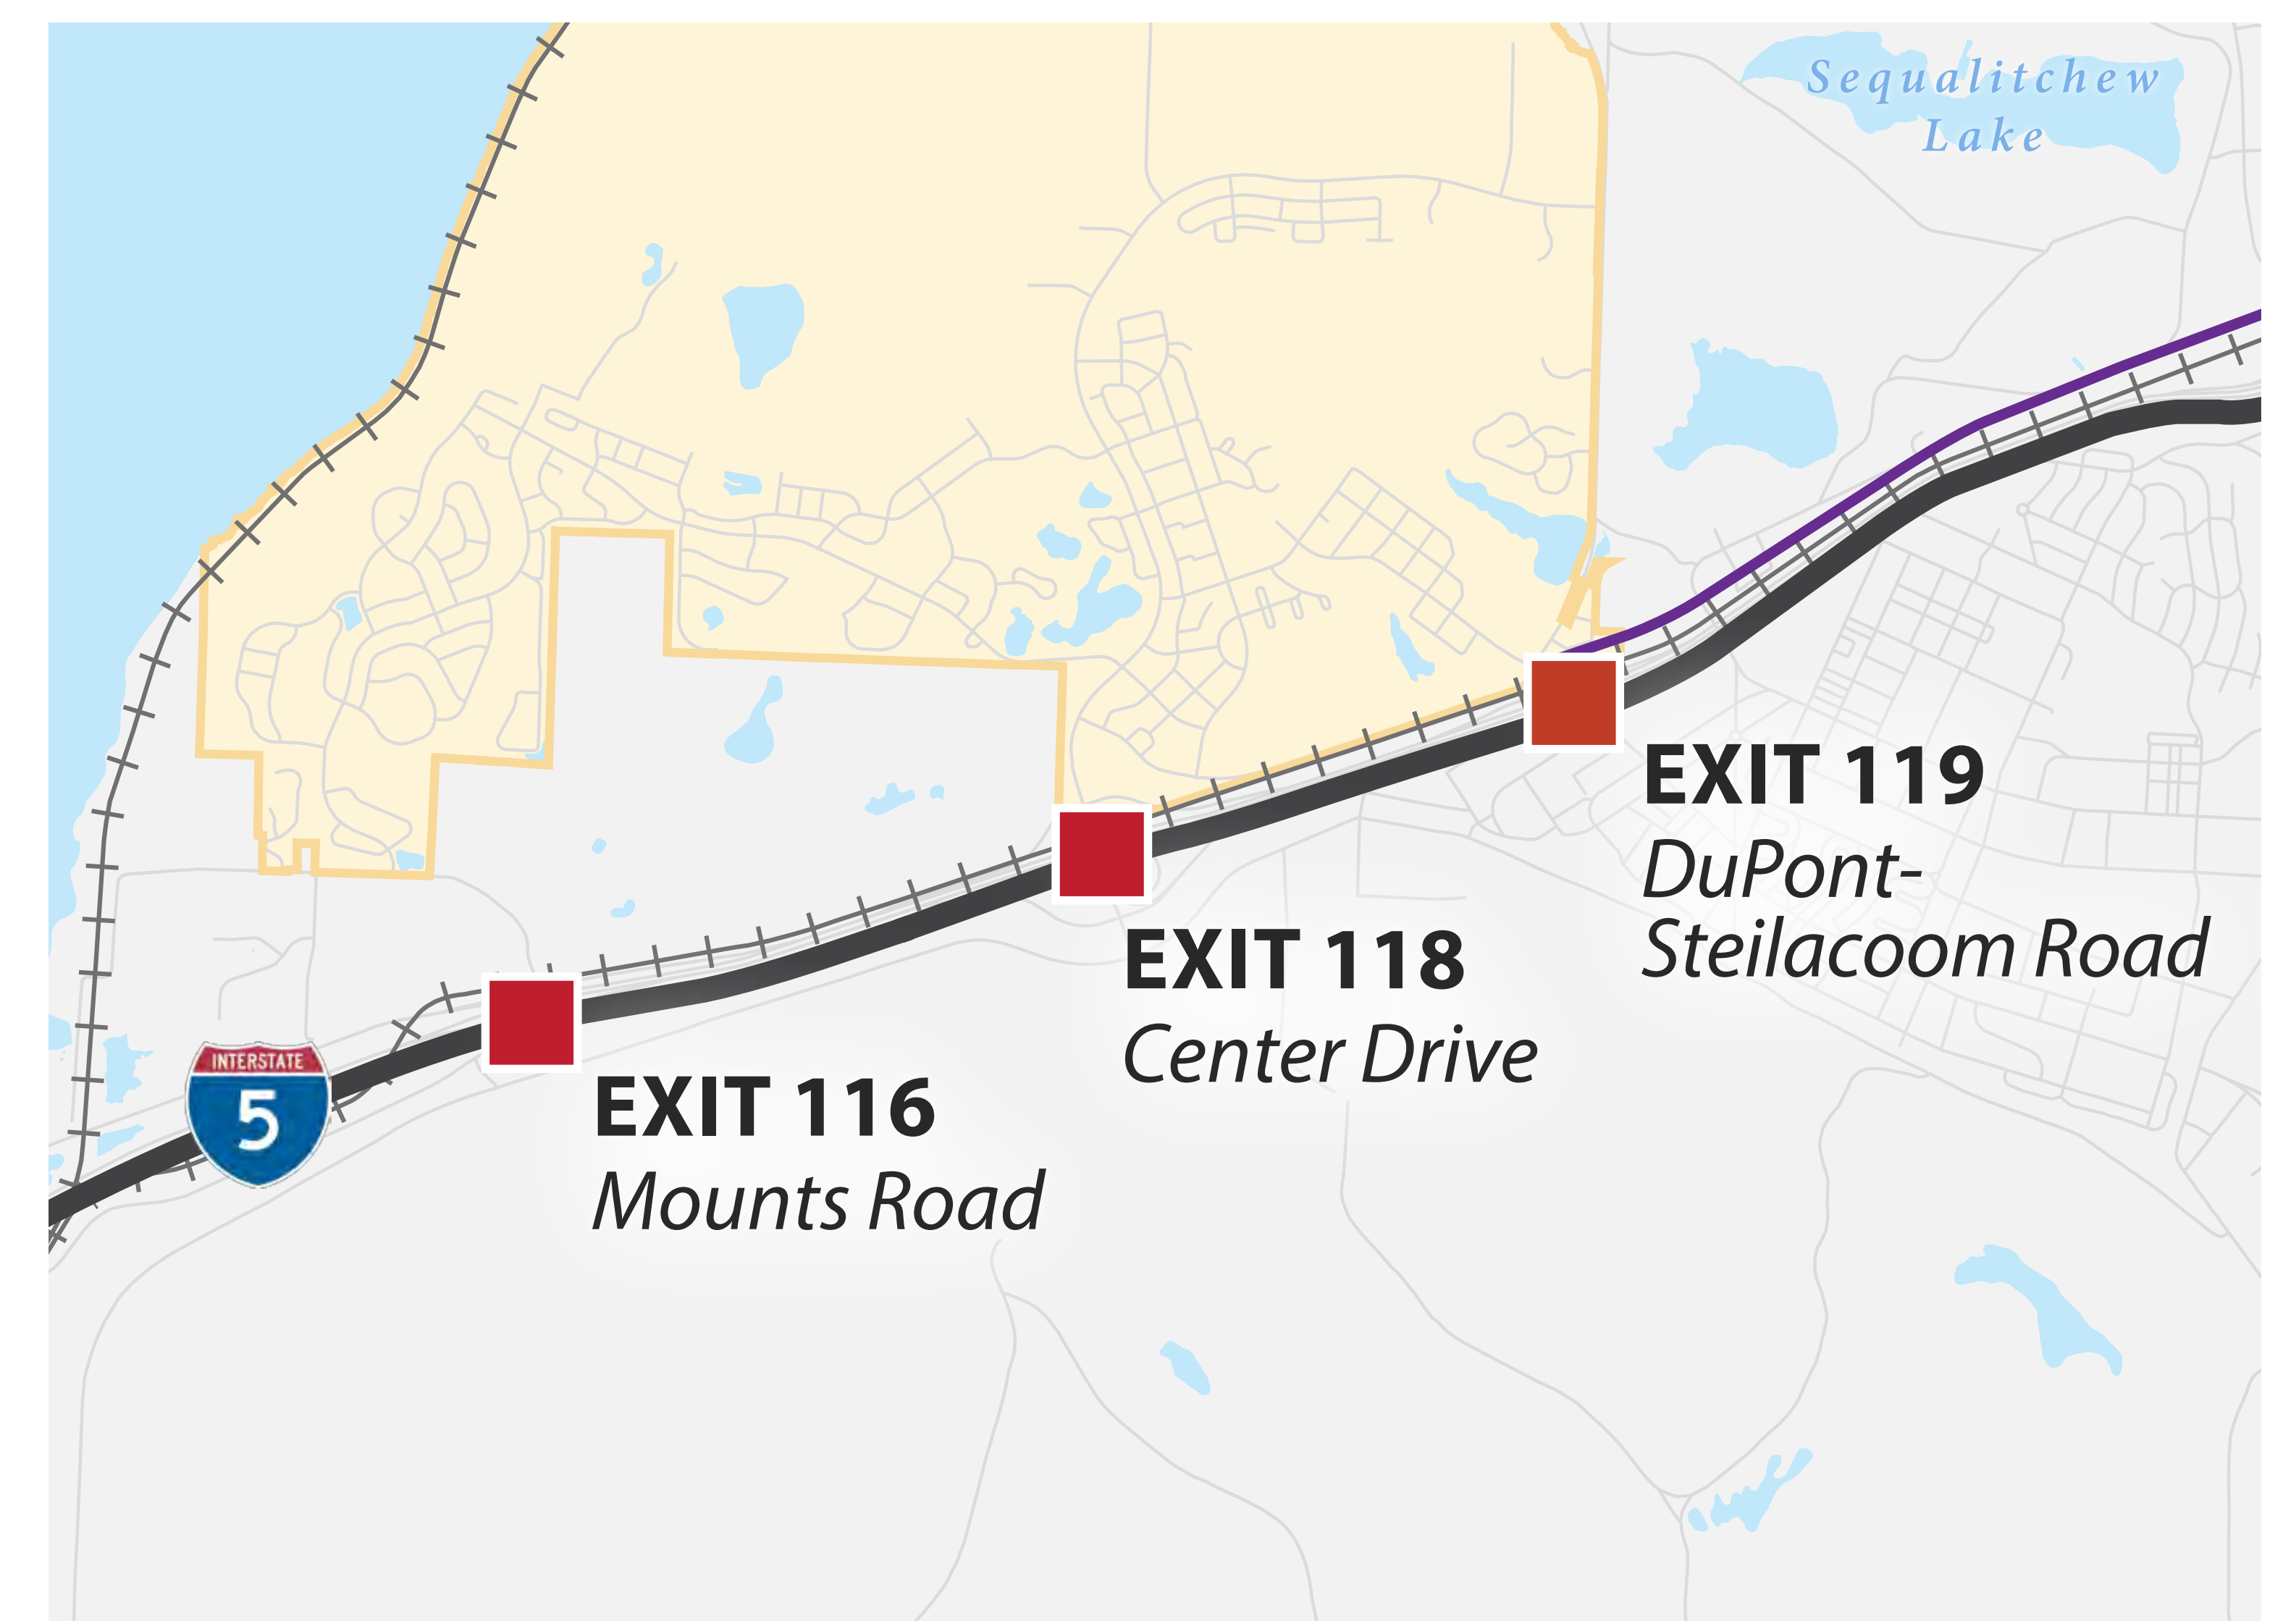 Sequalitchew
Lake
EXIT 119
DuPont-
Steilacoom Road
EXIT 118
Center Drive
INTERSTATE
5
EXIT 116
Mounts Road